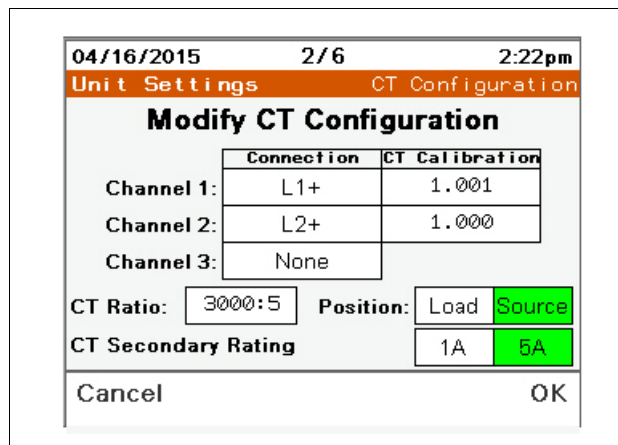 04/16/2015 2/6 2:22pm
Unit Settings CT Configuration
Modify CT Configuration
Connection CT Calibration
Channel 1: L1+ 1.001
Channel 2: L2+ 1.000
Channel 3: None
CT Ratio: 3000:5 Position: Load Source
CT Secondary Rating 1A 5A
Cancel OK